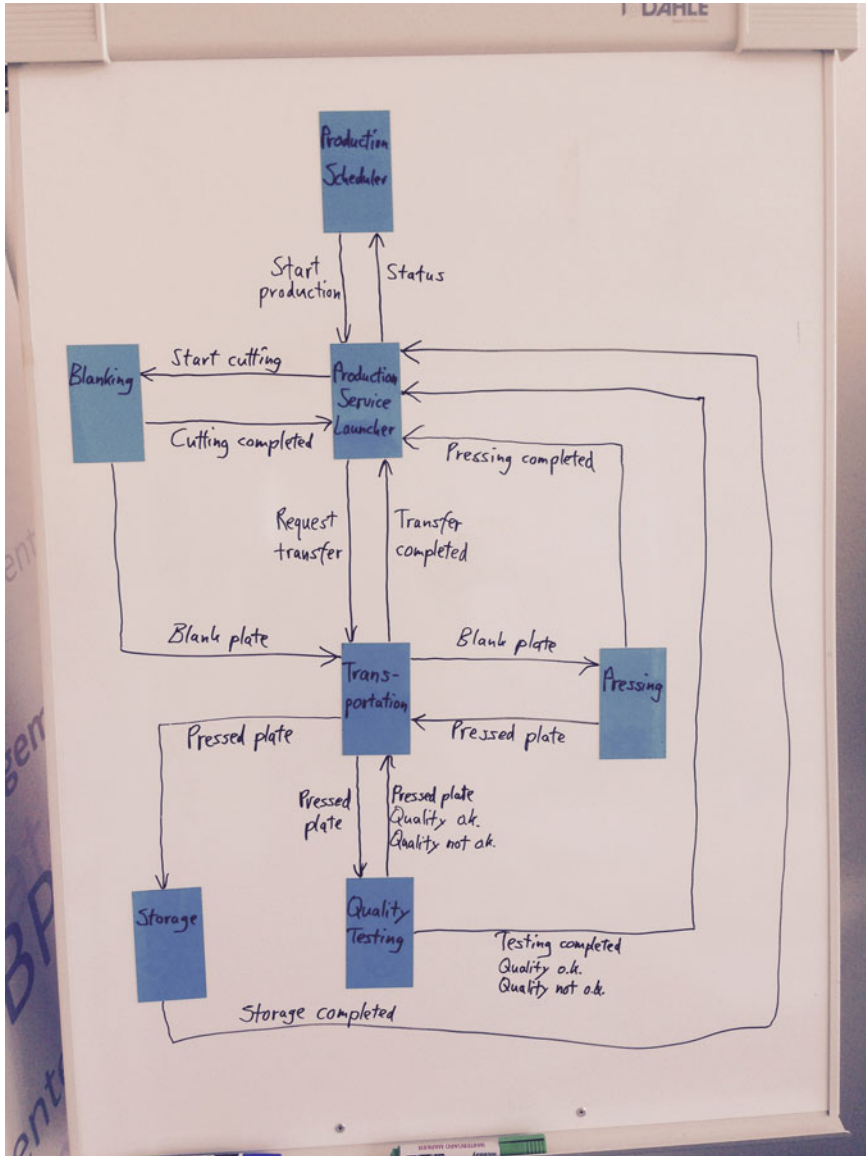 DAHLE
Production
Scheduler
Start
production
Status
Start cutting
Blanking
Production
Service
Launcher
Cutting completed
Pressing completed
Request
transfer
Transfer
completed
Blank plate
Blank plate
Trans-
portation
Pressing
Pressed plate
Pressed plate
Pressed
plate
Pressed plate
Quality o.k.
Quality not o.k.
Storage
Quality
Testing
Testing completed
Quality o.k.
Quality not o.k.
Storage completed